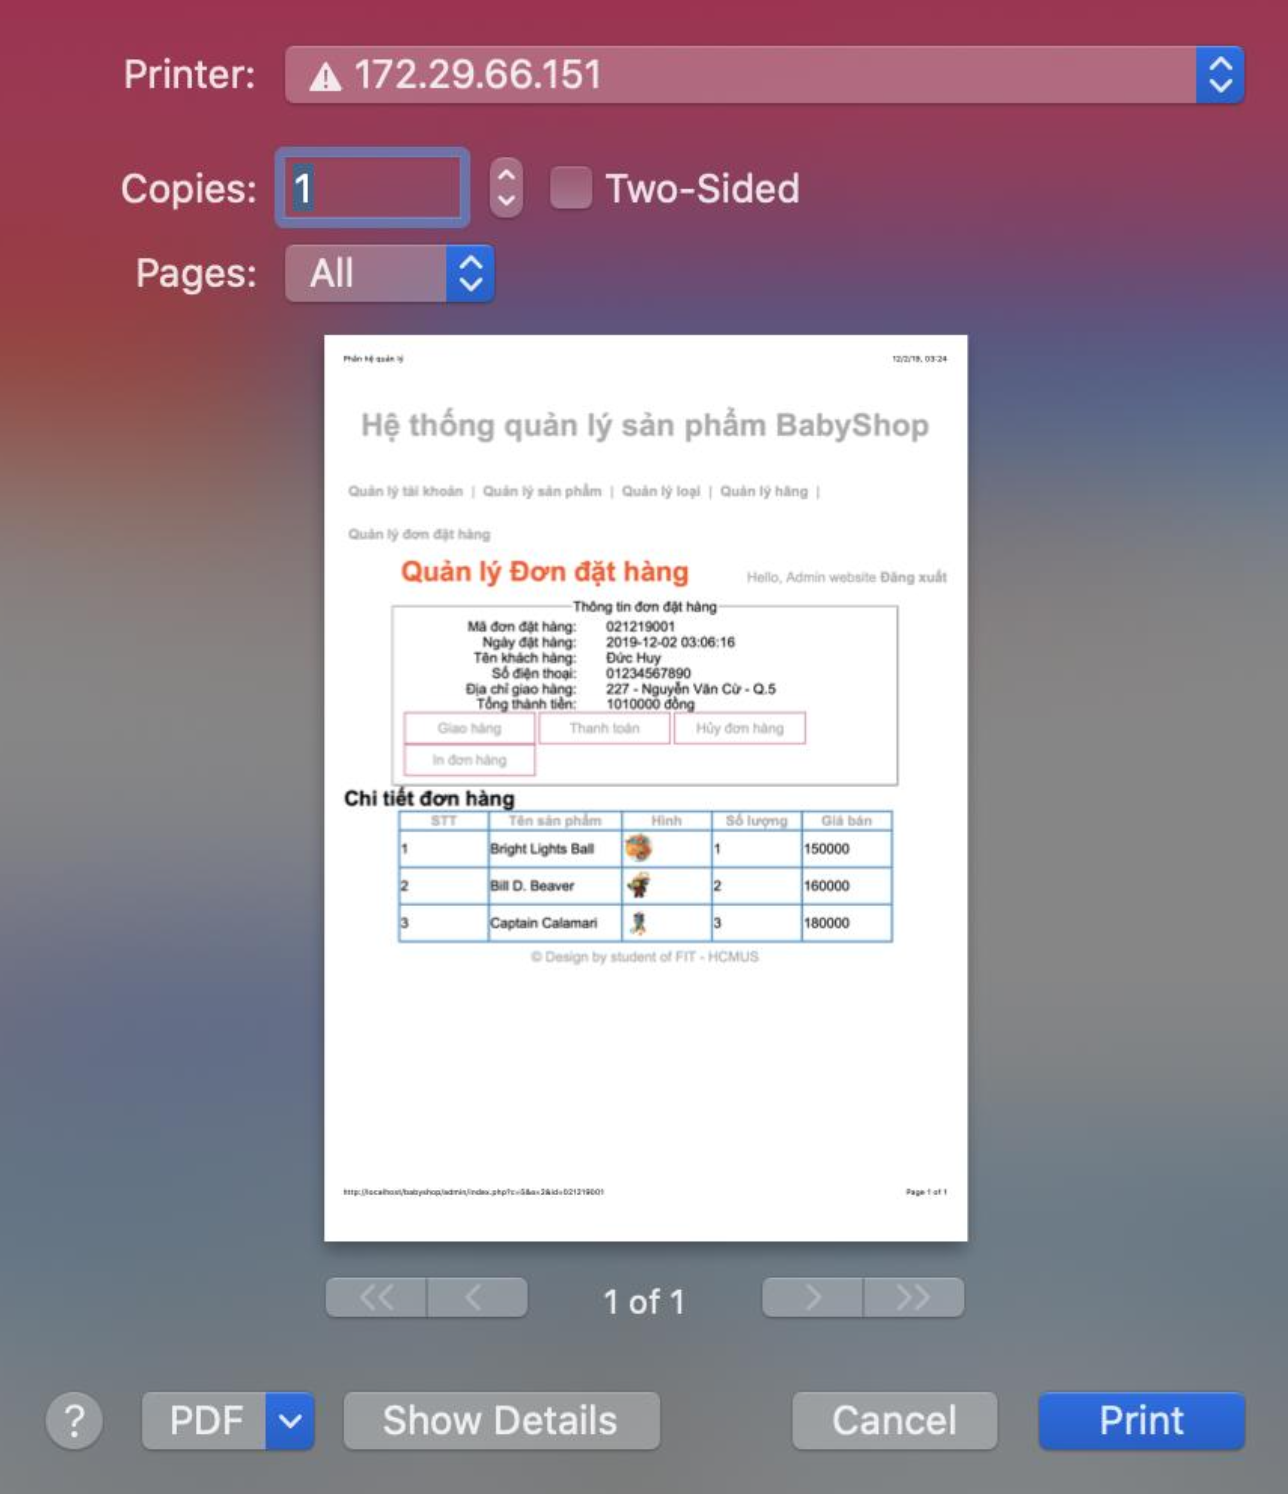 Printer: 172.29.66.151
Copies: 1 Two-Sided
Pages: All
Phân hệ quản lý 12/2/19, 03:24
Hệ thống quản lý sản phẩm BabyShop
Quản lý tài khoản | Quản lý sản phẩm | Quản lý loại | Quản lý hãng |
Quản lý đơn đặt hàng
Quản lý Đơn đặt hàng Hello, Admin website Đăng xuất
Thông tin đơn đặt hàng
Mã đơn đặt hàng: 021219001
Ngày đặt hàng: 2019-12-02 03:06:16
Tên khách hàng: Đức Huy
Số điện thoại: 01234567890
Địa chỉ giao hàng: 227 - Nguyễn Văn Cừ - Q.5
Tổng thành tiền: 1010000 đồng
Giao hàng Thanh toán Hủy đơn hàng
In đơn hàng
Chi tiết đơn hàng
STT Tên sản phẩm Hình Số lượng Giá bán
1 Bright Lights Ball 1 150000
2 Bill D. Beaver 2 160000
3 Captain Calamari 3 180000
© Design by student of FIT - HCMUS
http://localhost/babyshop/admin/index.php?c=5&a=2&id=021219001 Page 1 of 1
<< < 1 of 1 > >>
? PDF Show Details Cancel Print